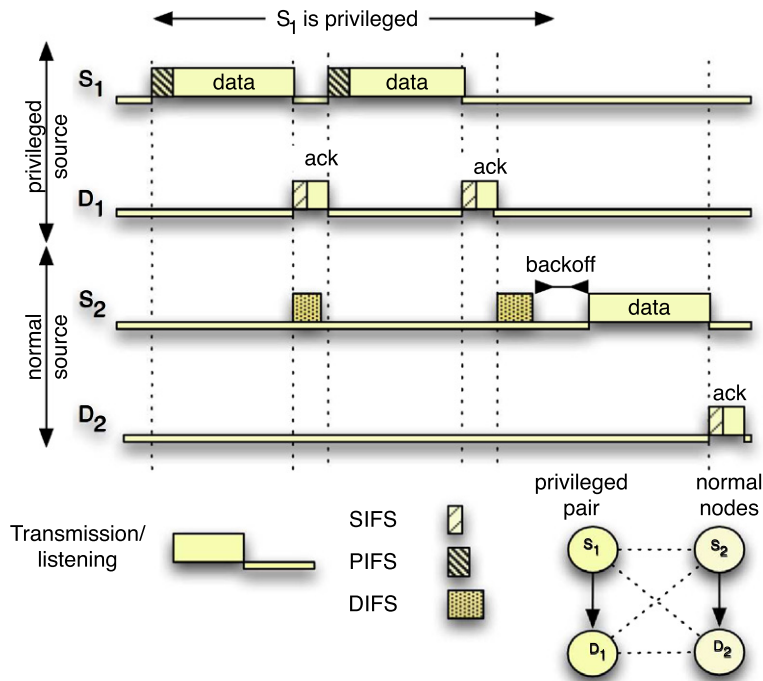 S1 is privileged
S1
data
data
privileged
source
ack
ack
D1
backoff
S2
data
normal
source
D2
ack
privileged
pair
normal
nodes
Transmission/
listening
SIFS
PIFS
DIFS
S1
S2
D1
D2